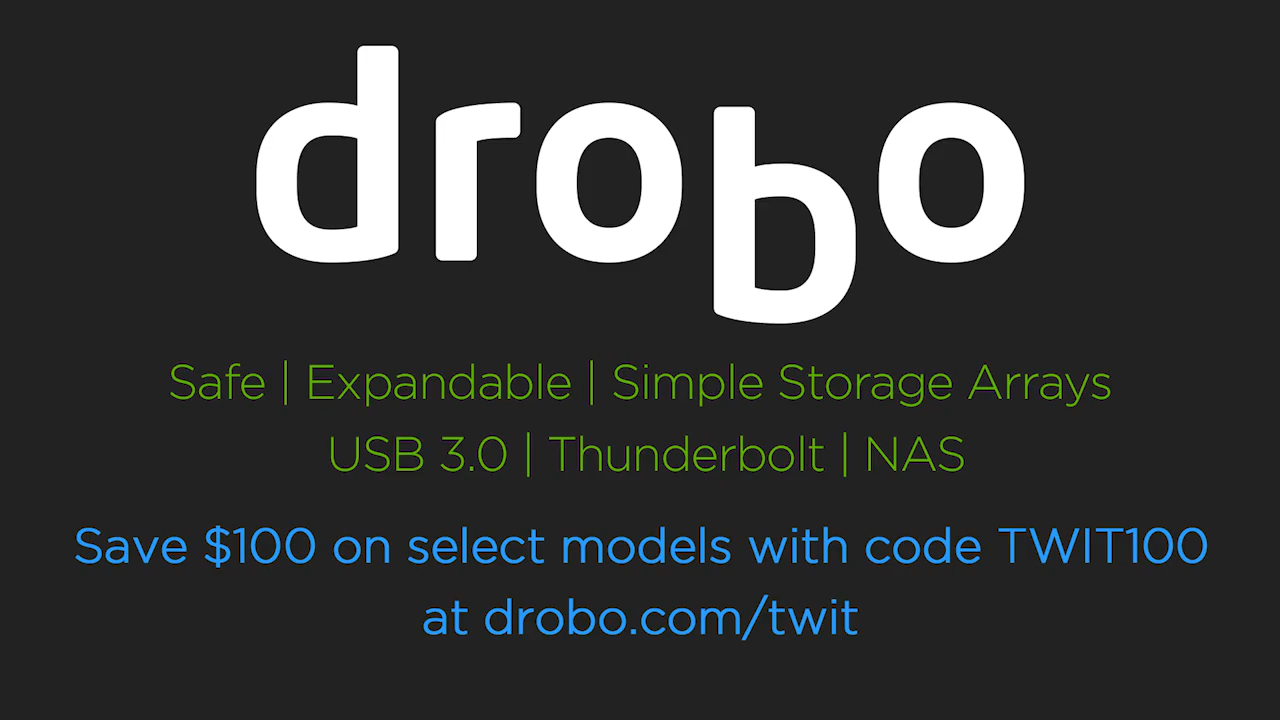 drobo
Safe | Expandable | Simple Storage Arrays
USB 3.0 | Thunderbolt | NAS
Save $100 on select models with code TWIT100
at drobo.com/twit